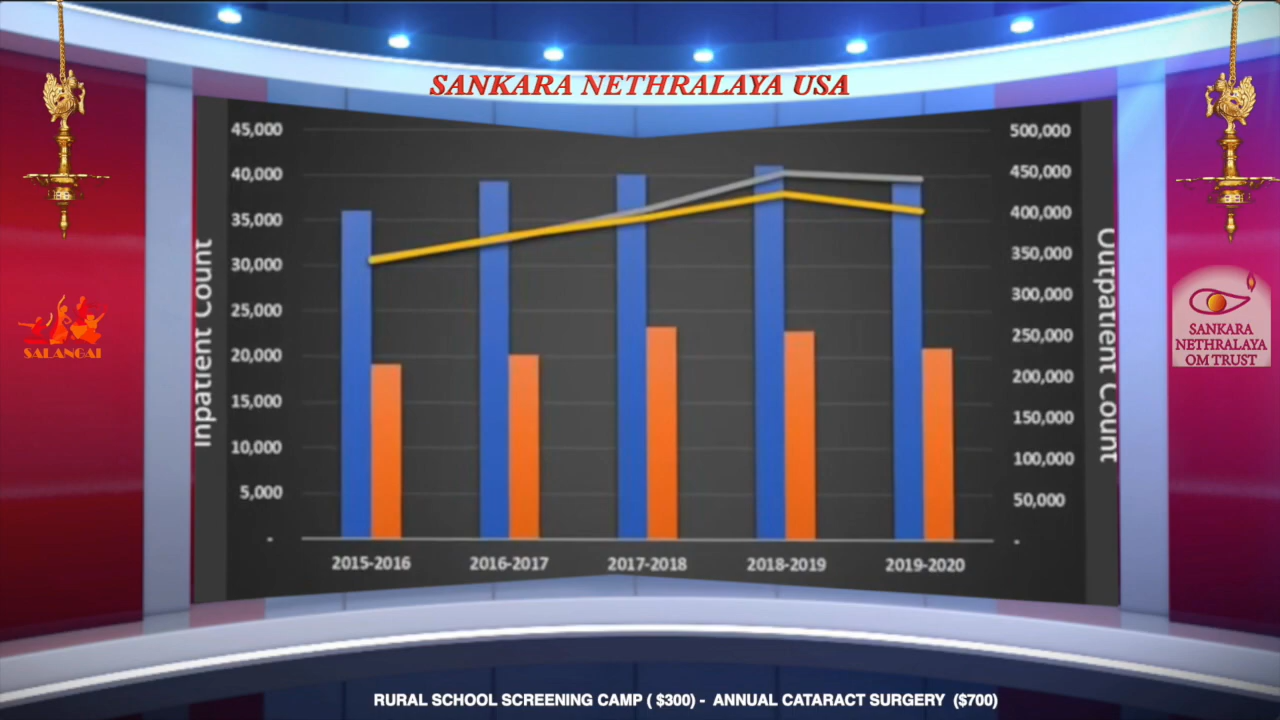 SANKARA NETHRALAYA USA
45,000
40,000
35,000
30,000
25,000
20,000
15,000
10,000
5,000
-
Inpatient Count
500,000
450,000
400,000
350,000
300,000
250,000
200,000
150,000
100,000
50,000
-
Outpatient Count
2015-2016 2016-2017 2017-2018 2018-2019 2019-2020
SALANGAI
SANKARA
NETHRALAYA
OM TRUST
RURAL SCHOOL SCREENING CAMP ( $300) - ANNUAL CATARACT SURGERY ($700)